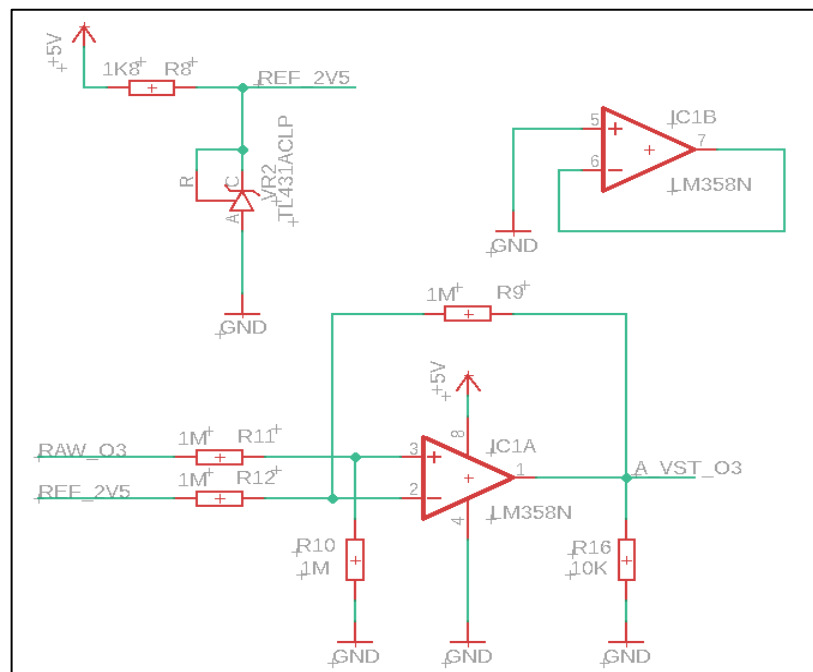 +5V
1K8 R8 REF_2V5
R C A
VR2
TL431ACLP
GND
5 + IC1B
6 - 7
LM358N
GND
1M R9
+5V
RAW_O3 1M R11 3 + 8 IC1A
REF_2V5 1M R12 2 - 1 A_VST_O3
4 LM358N
R10
1M
R16
10K
GND GND GND